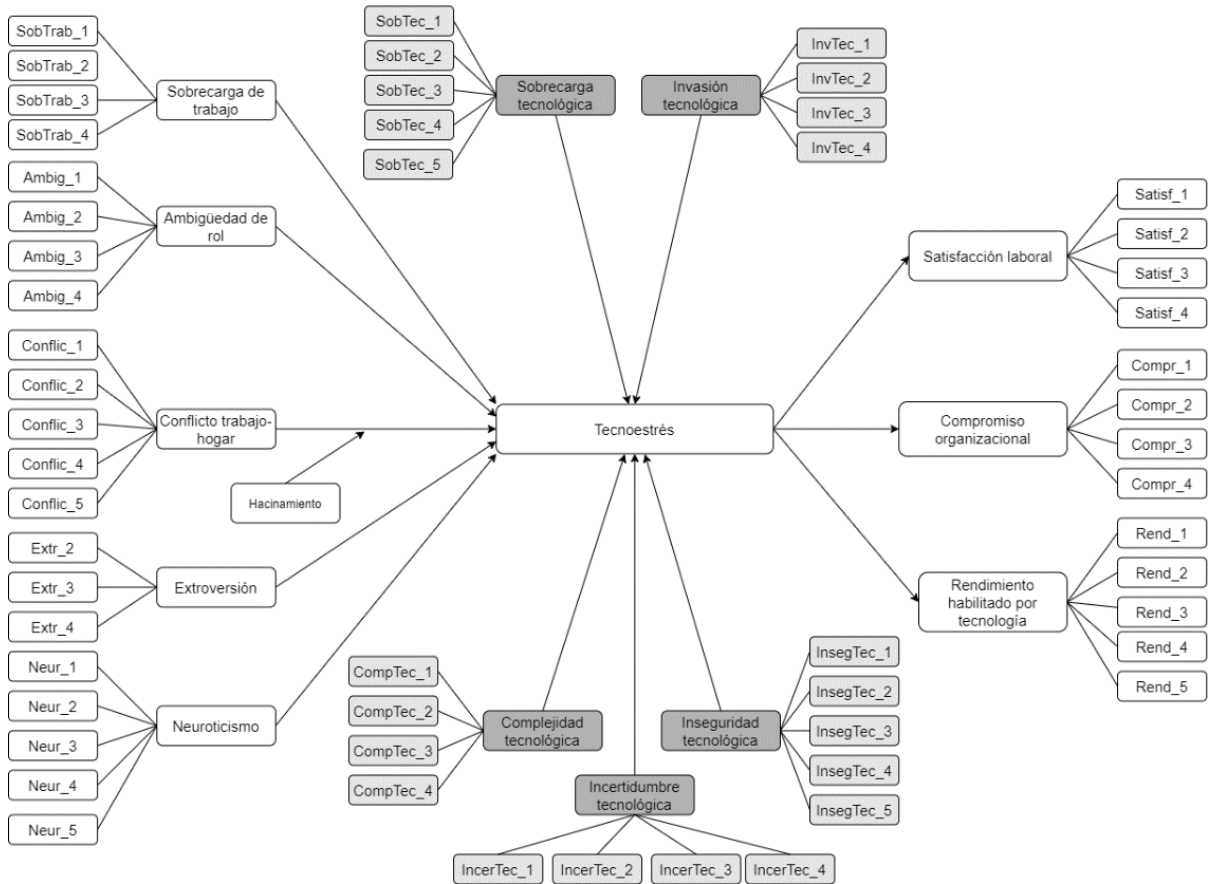 SobTrab_1
SobTrab_2
SobTrab_3
SobTrab_4
Sobrecarga de
trabajo
Ambig_1
Ambig_2
Ambig_3
Ambig_4
Ambigüedad de
rol
Conflic_1
Conflic_2
Conflic_3
Conflic_4
Conflic_5
Conflicto trabajo-
hogar
Hacinamiento
Extr_2
Extr_3
Extr_4
Extroversión
Neur_1
Neur_2
Neur_3
Neur_4
Neur_5
Neuroticismo
SobTec_1
SobTec_2
SobTec_3
SobTec_4
SobTec_5
Sobrecarga
tecnológica
Invasión
tecnológica
InvTec_1
InvTec_2
InvTec_3
InvTec_4
Tecnoestrés
CompTec_1
CompTec_2
CompTec_3
CompTec_4
Complejidad
tecnológica
Incertidumbre
tecnológica
IncerTec_1
IncerTec_2
IncerTec_3
IncerTec_4
Inseguridad
tecnológica
InsegTec_1
InsegTec_2
InsegTec_3
InsegTec_4
InsegTec_5
Satisfacción laboral
Satisf_1
Satisf_2
Satisf_3
Satisf_4
Compromiso
organizacional
Compr_1
Compr_2
Compr_3
Compr_4
Rendimiento
habilitado por
tecnología
Rend_1
Rend_2
Rend_3
Rend_4
Rend_5